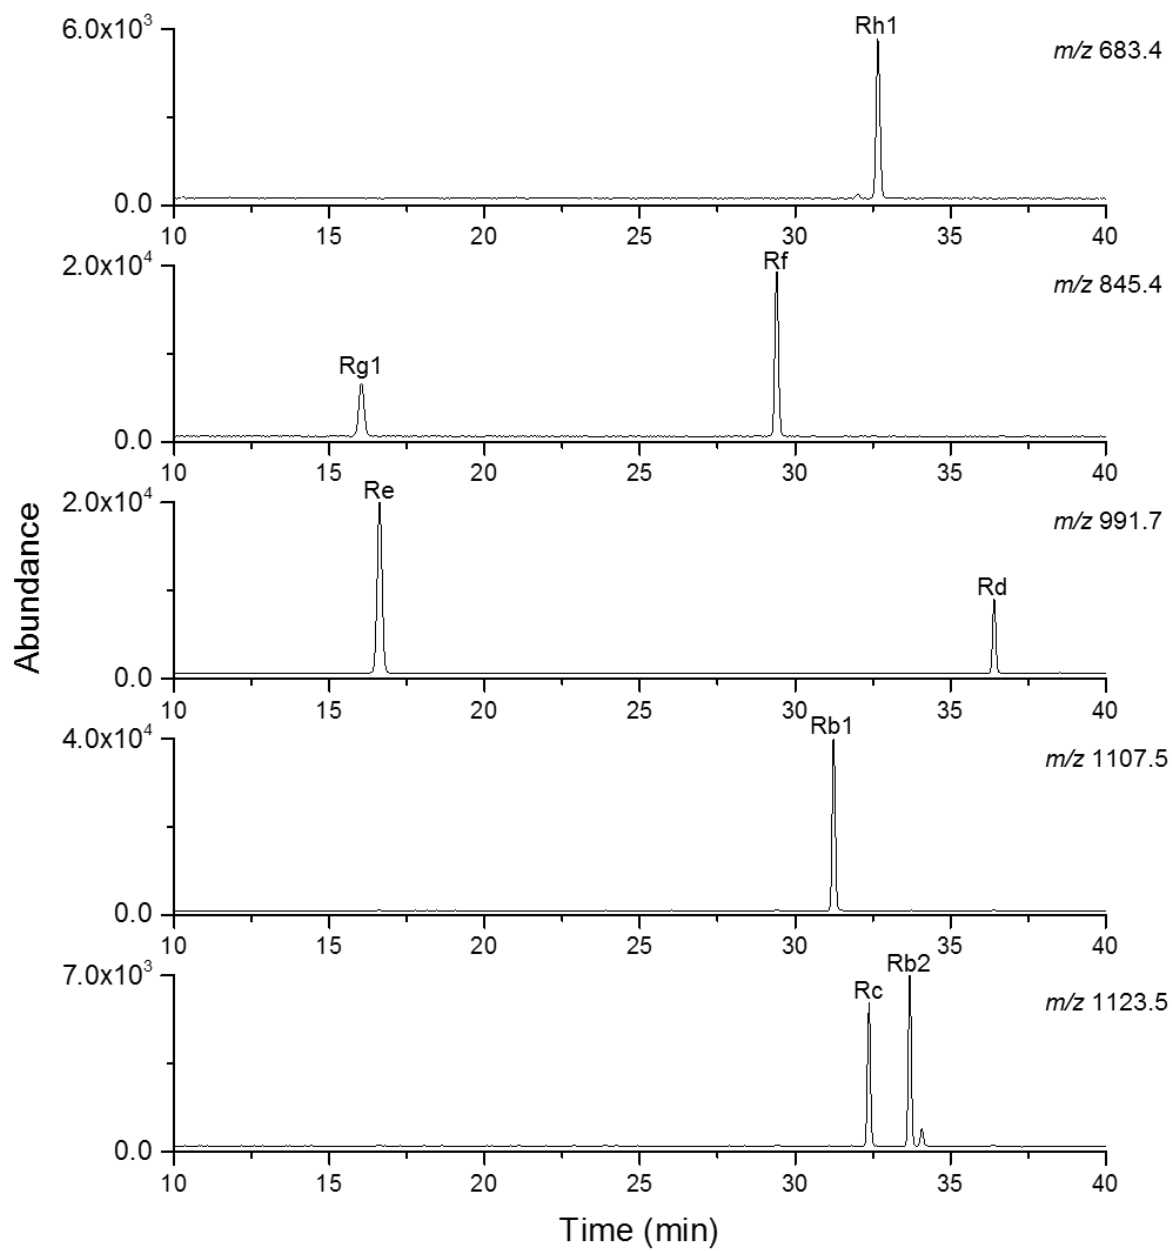 6.0x10³
Rh1
m/z 683.4
0.0
10 15 20 25 30 35 40
2.0x10⁴
Rf
m/z 845.4
Rg1
0.0
10 15 20 25 30 35 40
Re
2.0x10⁴
m/z 991.7
Rd
0.0
10 15 20 25 30 35 40
Abundance
4.0x10⁴
Rb1
m/z 1107.5
0.0
10 15 20 25 30 35 40
7.0x10³
Rb2
Rc
m/z 1123.5
0.0
10 15 20 25 30 35 40
Time (min)